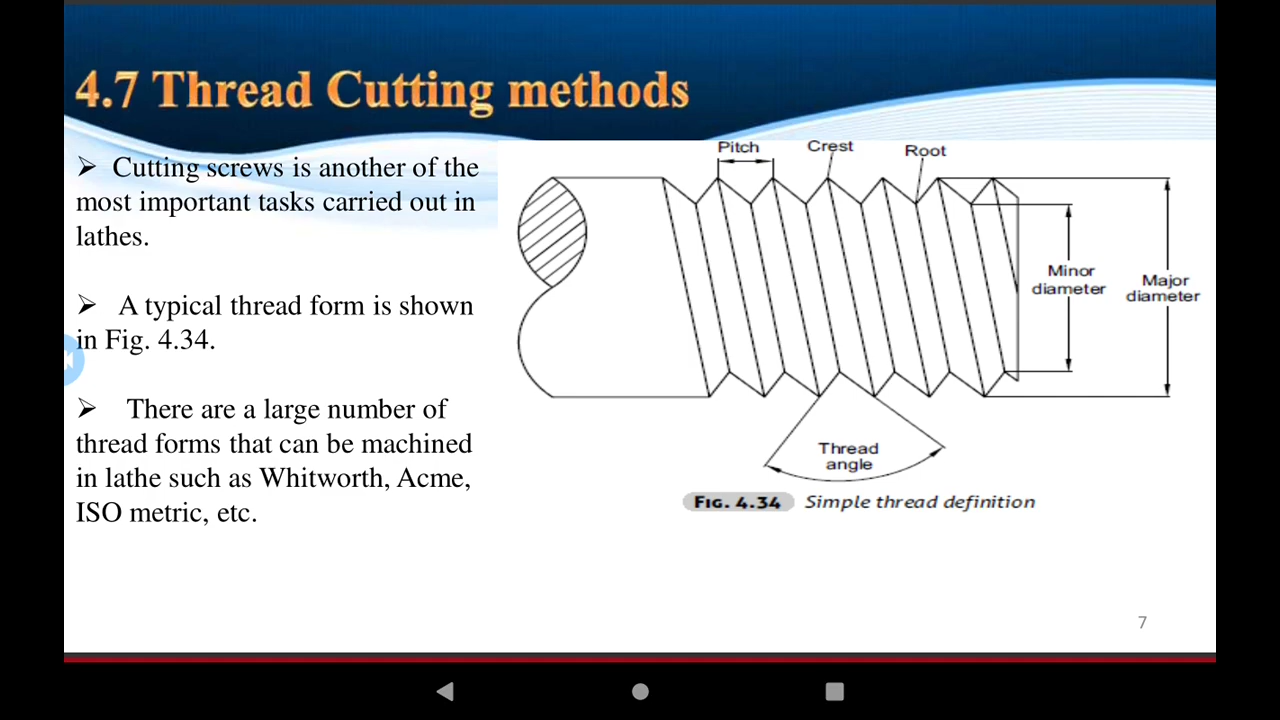 4.7 Thread Cutting methods
➢ Cutting screws is another of the
most important tasks carried out in
lathes.
➢ A typical thread form is shown
in Fig. 4.34.
➢ There are a large number of
thread forms that can be machined
in lathe such as Whitworth, Acme,
ISO metric, etc.
Pitch
Crest
Root
Minor
diameter
Major
diameter
Thread
angle
FIG. 4.34 Simple thread definition
7